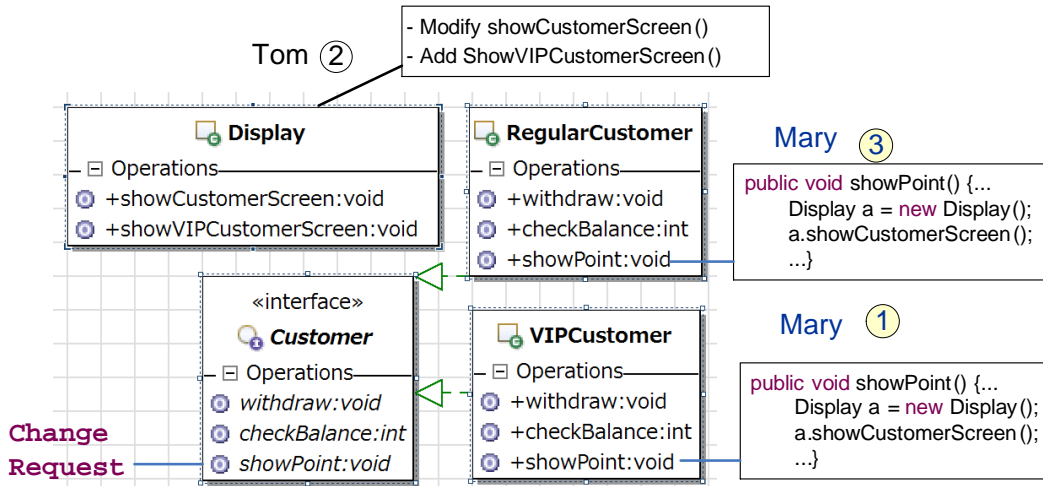 - Modify showCustomerScreen()
- Add ShowVIPCustomerScreen()
Tom 2
Display
Operations
+showCustomerScreen:void
+showVIPCustomerScreen:void
RegularCustomer
Operations
+withdraw:void
+checkBalance:int
+showPoint:void
Mary 3
public void showPoint() {...
Display a = new Display();
a.showCustomerScreen();
...}
«interface»
Customer
Operations
withdraw:void
checkBalance:int
showPoint:void
Change
Request
VIPCustomer
Operations
+withdraw:void
+checkBalance:int
+showPoint:void
Mary 1
public void showPoint() {...
Display a = new Display();
a.showCustomerScreen();
...}